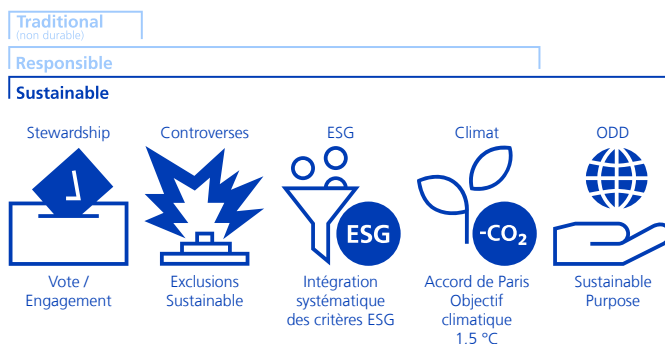 Traditional
(non durable)
Responsible
Sustainable
Stewardship
Controverses
ESG
Climat
ODD
ESG
-CO₂
Vote /
Engagement
Exclusions
Sustainable
Intégration
systématique
des critères ESG
Accord de Paris
Objectif
climatique
1.5 °C
Sustainable
Purpose